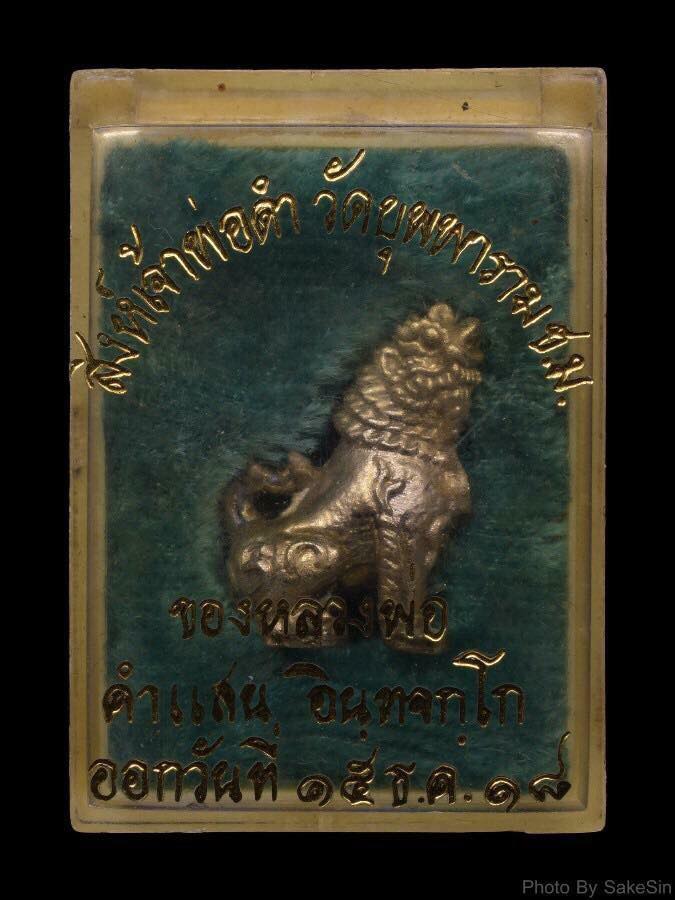 สิงห์เจ้าพ่อดำ วัดบุพพาราม ช.ม.
ของหลวงพ่อ
คำแสน อินฺทจกฺโก
ออกวันที่ ๑๕ ธ.ค. ๑๘
Photo By SakeSin